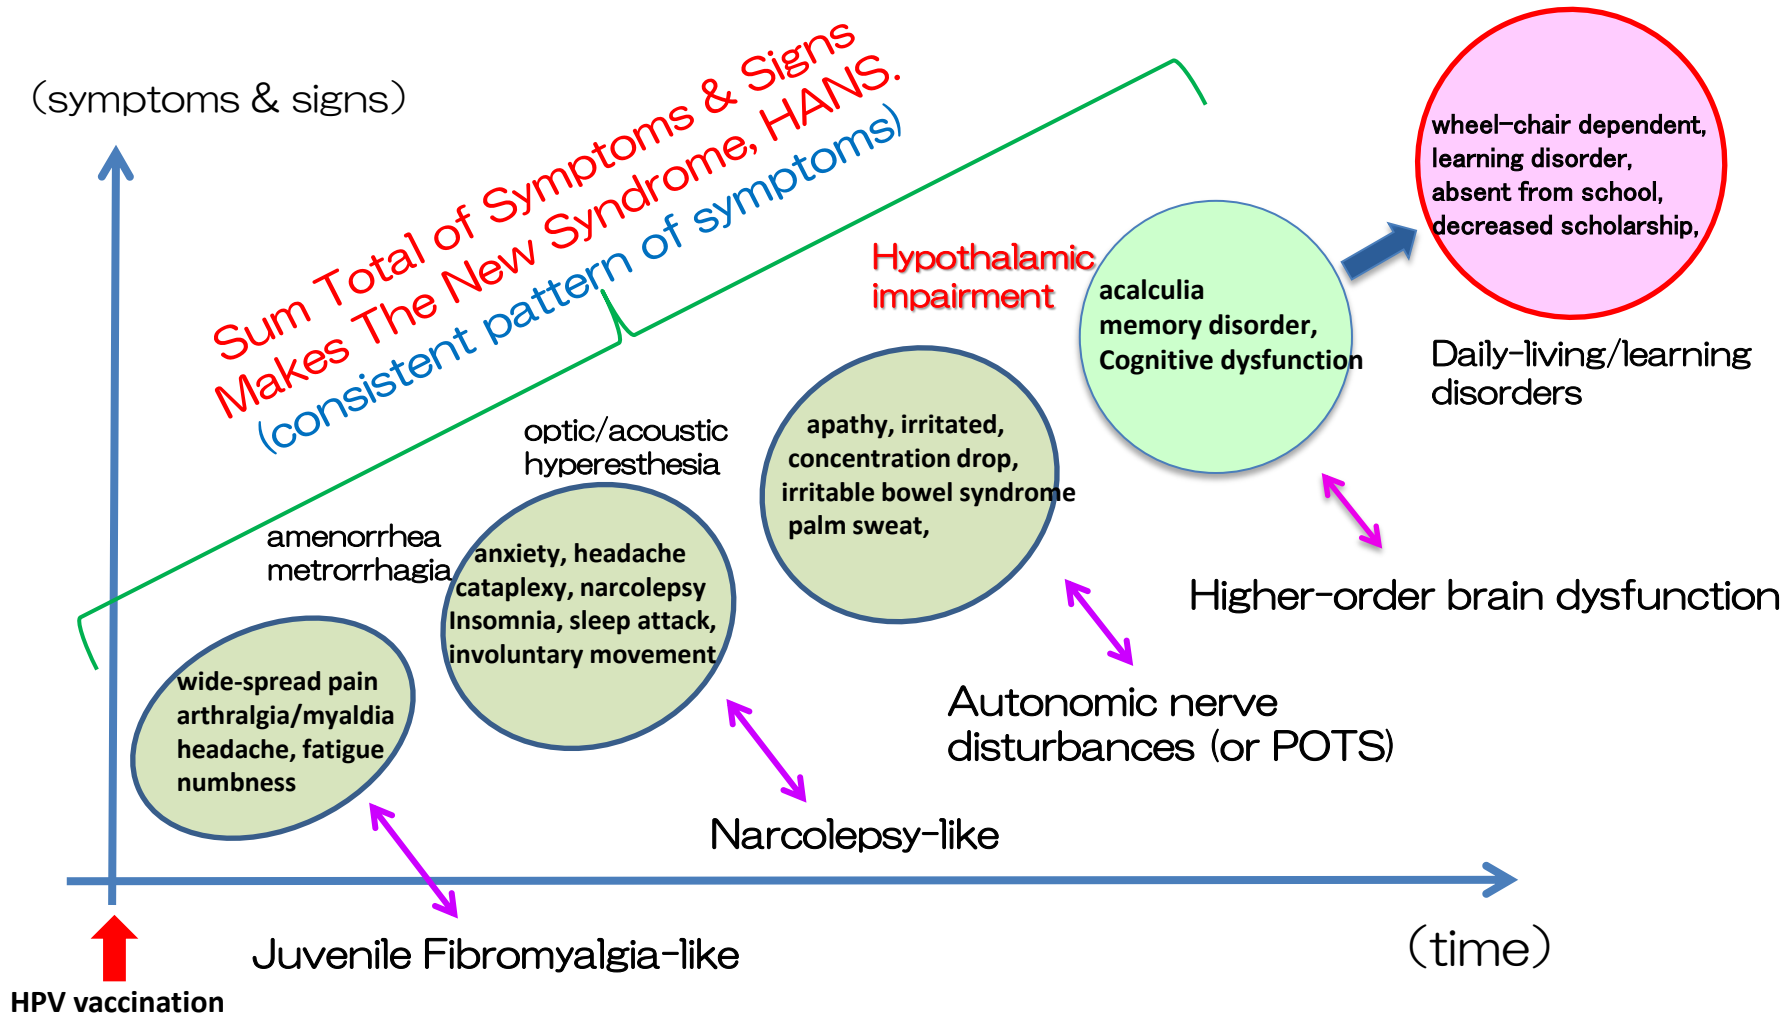 (symptoms & signs)
Sum Total of Symptoms & Signs
Makes The New Syndrome, HANS.
(consistent pattern of symptoms)
wheel-chair dependent,
learning disorder,
absent from school,
decreased scholarship,
Daily-living/learning
disorders
Hypothalamic
impairment
acalculia
memory disorder,
Cognitive dysfunction
Higher-order brain dysfunction
apathy, irritated,
concentration drop,
irritable bowel syndrome
palm sweat,
Autonomic nerve
disturbances (or POTS)
optic/acoustic
hyperesthesia
anxiety, headache
cataplexy, narcolepsy
Insomnia, sleep attack,
involuntary movement
Narcolepsy-like
amenorrhea
metrorrhagia
wide-spread pain
arthralgia/myaldia
headache, fatigue
numbness
Juvenile Fibromyalgia-like
(time)
HPV vaccination